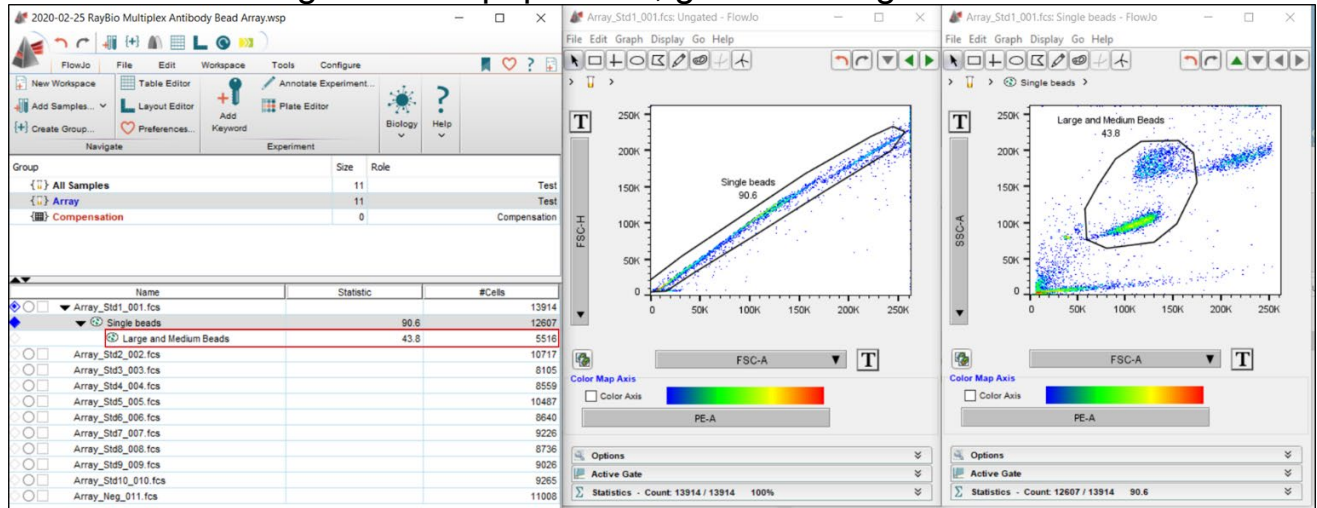 2020-02-25 RayBio Multiplex Antibody Bead Array.wsp
FlowJo File Edit Workspace Tools Configure
New Workspace Table Editor Annotate Experiment...
Add Samples... Layout Editor Plate Editor
{+} Create Group... Preferences... Add Keyword Biology Help
Navigate Experiment
Group Size Role
All Samples 11 Test
Array 11 Test
Compensation 0 Compensation
Name Statistic #Cells
Array_Std1_001.fcs 13914
Single beads 90.6 12607
Large and Medium Beads 43.8 5516
Array_Std2_002.fcs 10717
Array_Std3_003.fcs 8105
Array_Std4_004.fcs 8559
Array_Std5_005.fcs 10487
Array_Std6_006.fcs 8640
Array_Std7_007.fcs 9226
Array_Std8_008.fcs 8736
Array_Std9_009.fcs 9026
Array_Std10_010.fcs 9265
Array_Neg_011.fcs 11008
Array_Std1_001.fcs: Ungated - FlowJo
File Edit Graph Display Go Help
T
250K
200K
150K
100K
50K
0
FSC-H
Single beads
90.6
0 50K 100K 150K 200K 250K
FSC-A T
Color Map Axis
Color Axis
PE-A
Options
Active Gate
Σ Statistics - Count: 13914 / 13914 100%
Array_Std1_001.fcs: Single beads - FlowJo
File Edit Graph Display Go Help
Single beads
T
250K
200K
150K
100K
50K
0
SSC-A
Large and Medium Beads
43.8
0 50K 100K 150K 200K 250K
FSC-A T
Color Map Axis
Color Axis
PE-A
Options
Active Gate
Σ Statistics - Count: 12607 / 13914 90.6